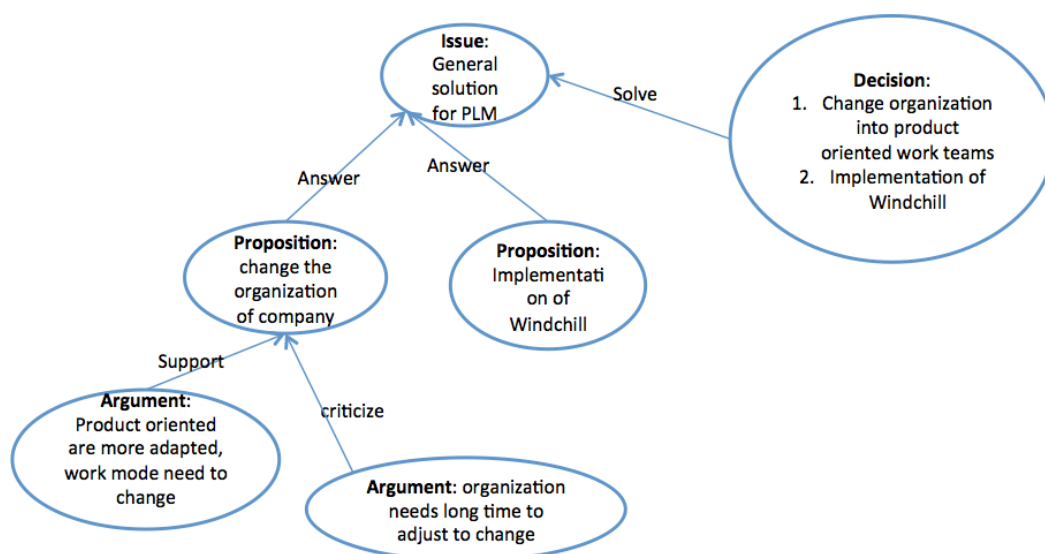 Issue:
General
solution
for PLM
Solve
Decision:
1. Change organization
into product
oriented work teams
2. Implementation of
Windchill
Answer
Answer
Proposition:
change the
organization
of company
Proposition:
Implementati
on of
Windchill
Support
criticize
Argument:
Product oriented
are more adapted,
work mode need to
change
Argument: organization
needs long time to
adjust to change